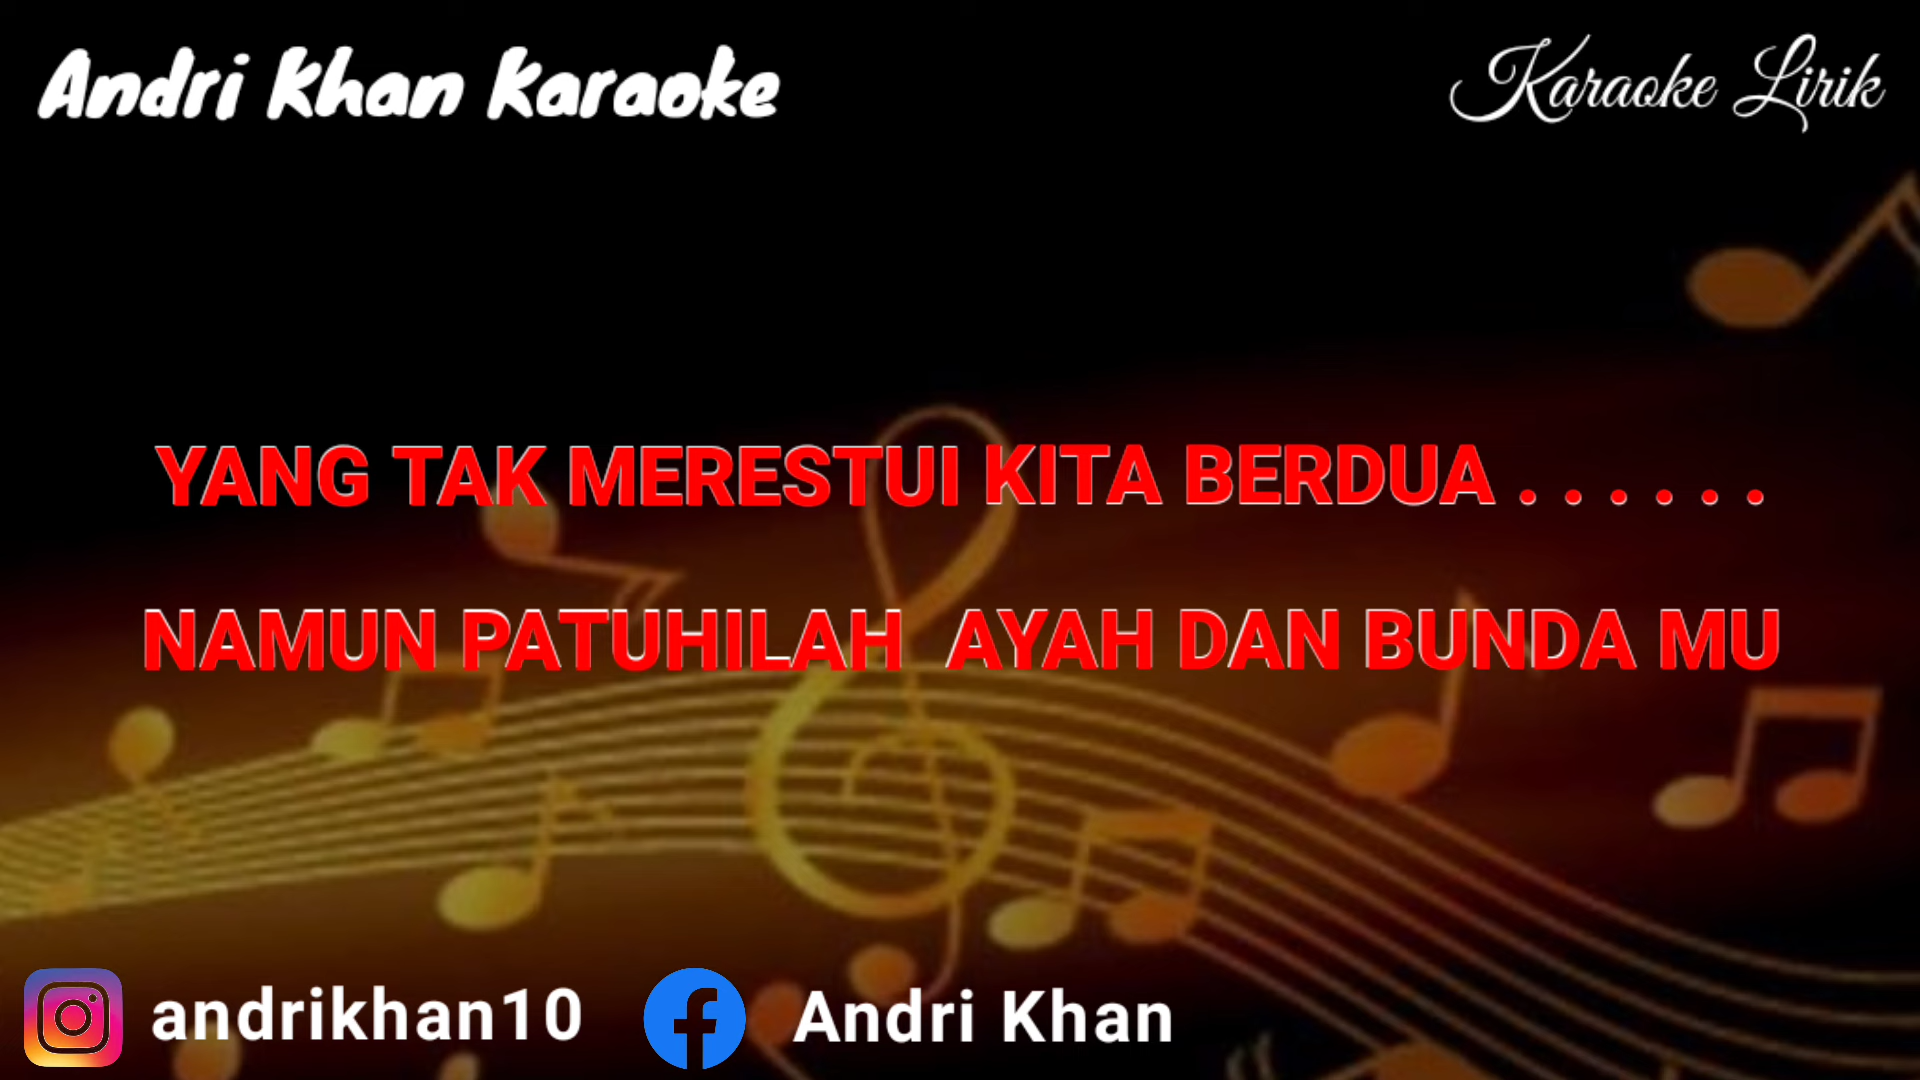 Andri Khan Karaoke
Karaoke Lirik
YANG TAK MERESTUI KITA BERDUA . . . . . .
NAMUN PATUHILAH  AYAH DAN BUNDA MU
andrikhan10
Andri Khan